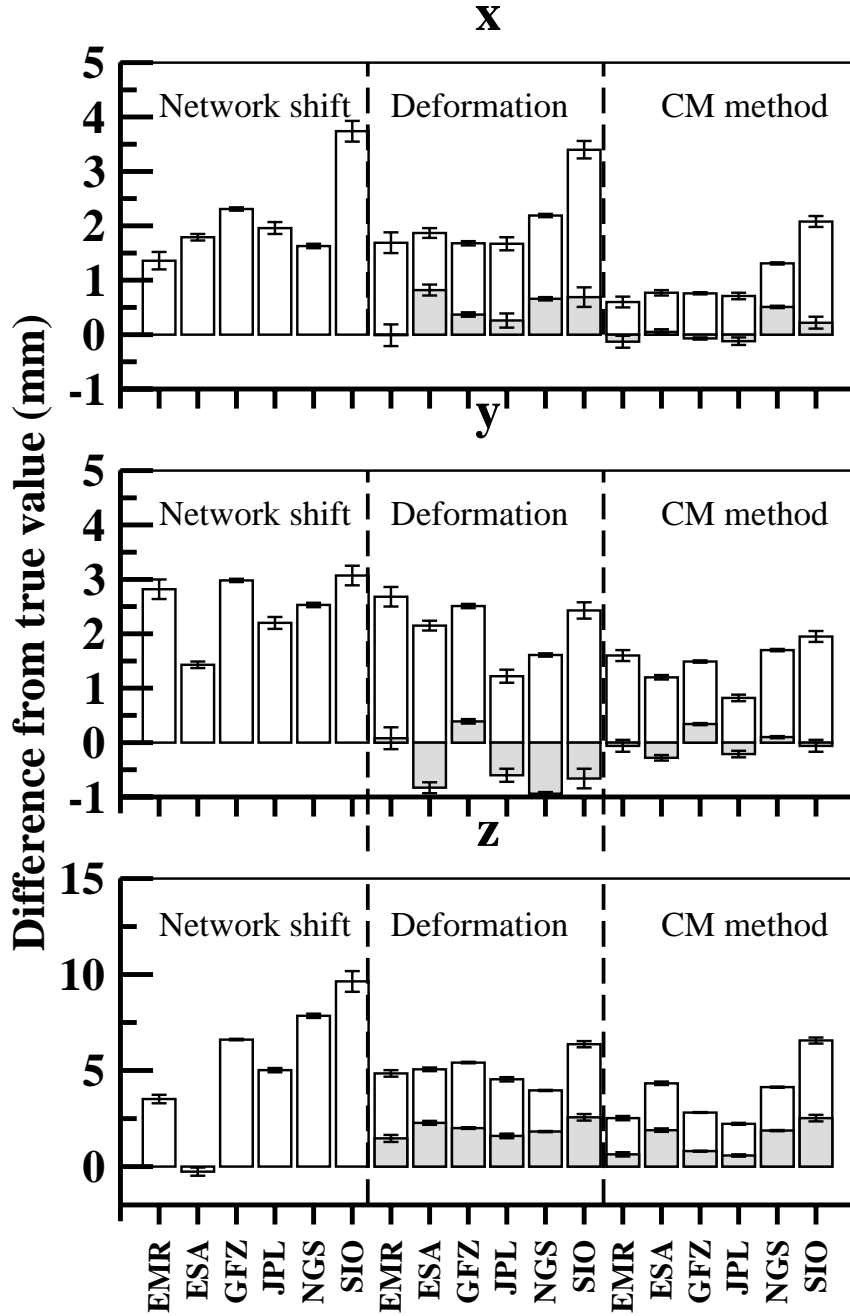 x
5
4
3
2
1
0
-1
Network shift Deformation CM method
y
5
4
3
2
1
0
-1
Network shift Deformation CM method
z
15
10
5
0
Network shift Deformation CM method
Difference from true value (mm)
EMR ESA GFZ JPL NGS SIO EMR ESA GFZ JPL NGS SIO EMR ESA GFZ JPL NGS SIO